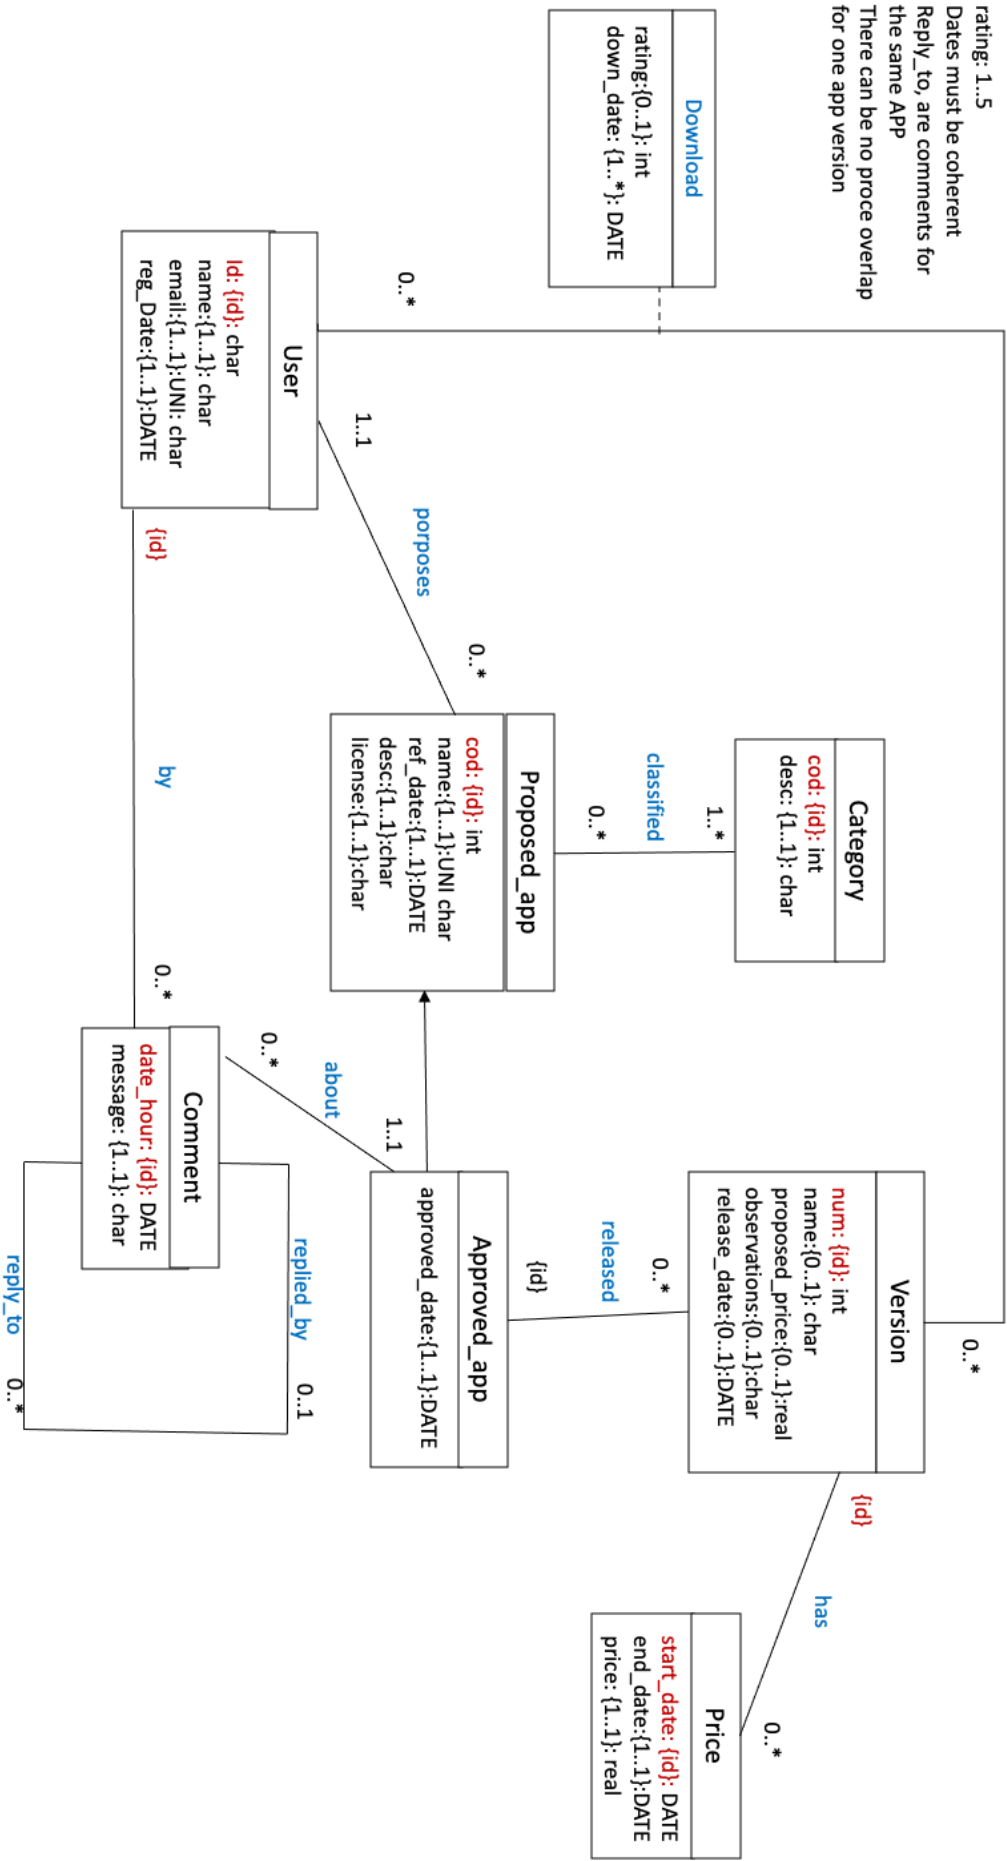 rating: 1..5
Dates must be coherent
Reply_to, are comments for
the same APP
There can be no proce overlap
for one app version
Download
rating:{0..1}: int
down_date: {1..*}: DATE
0..*
User
Id: {id}: char
name:{1..1}: char
email:{1..1}:UNI: char
reg_Date:{1..1}:DATE
1..1
porposes
0..*
{id}
by
0..*
Category
cod: {id}: int
desc: {1..1}: char
1..*
classified
0..*
Proposed_app
cod: {id}: int
name:{1..1}:UNI char
ref_date:{1..1}:DATE
desc:{1..1}:char
license:{1..1}:char
0..*
Version
num: {id}: int
name:{0..1}: char
proposed_price:{0..1}:real
observations:{0..1}:char
release_date:{0..1}:DATE
0..*
released
{id}
Approved_app
approved_date:{1..1}:DATE
1..1
about
0..*
Comment
date_hour: {id}: DATE
message: {1..1}: char
replied_by
0..1
reply_to
0..*
{id}
has
0..*
Price
start_date: {id}: DATE
end_date:{1..1}:DATE
price: {1..1}: real